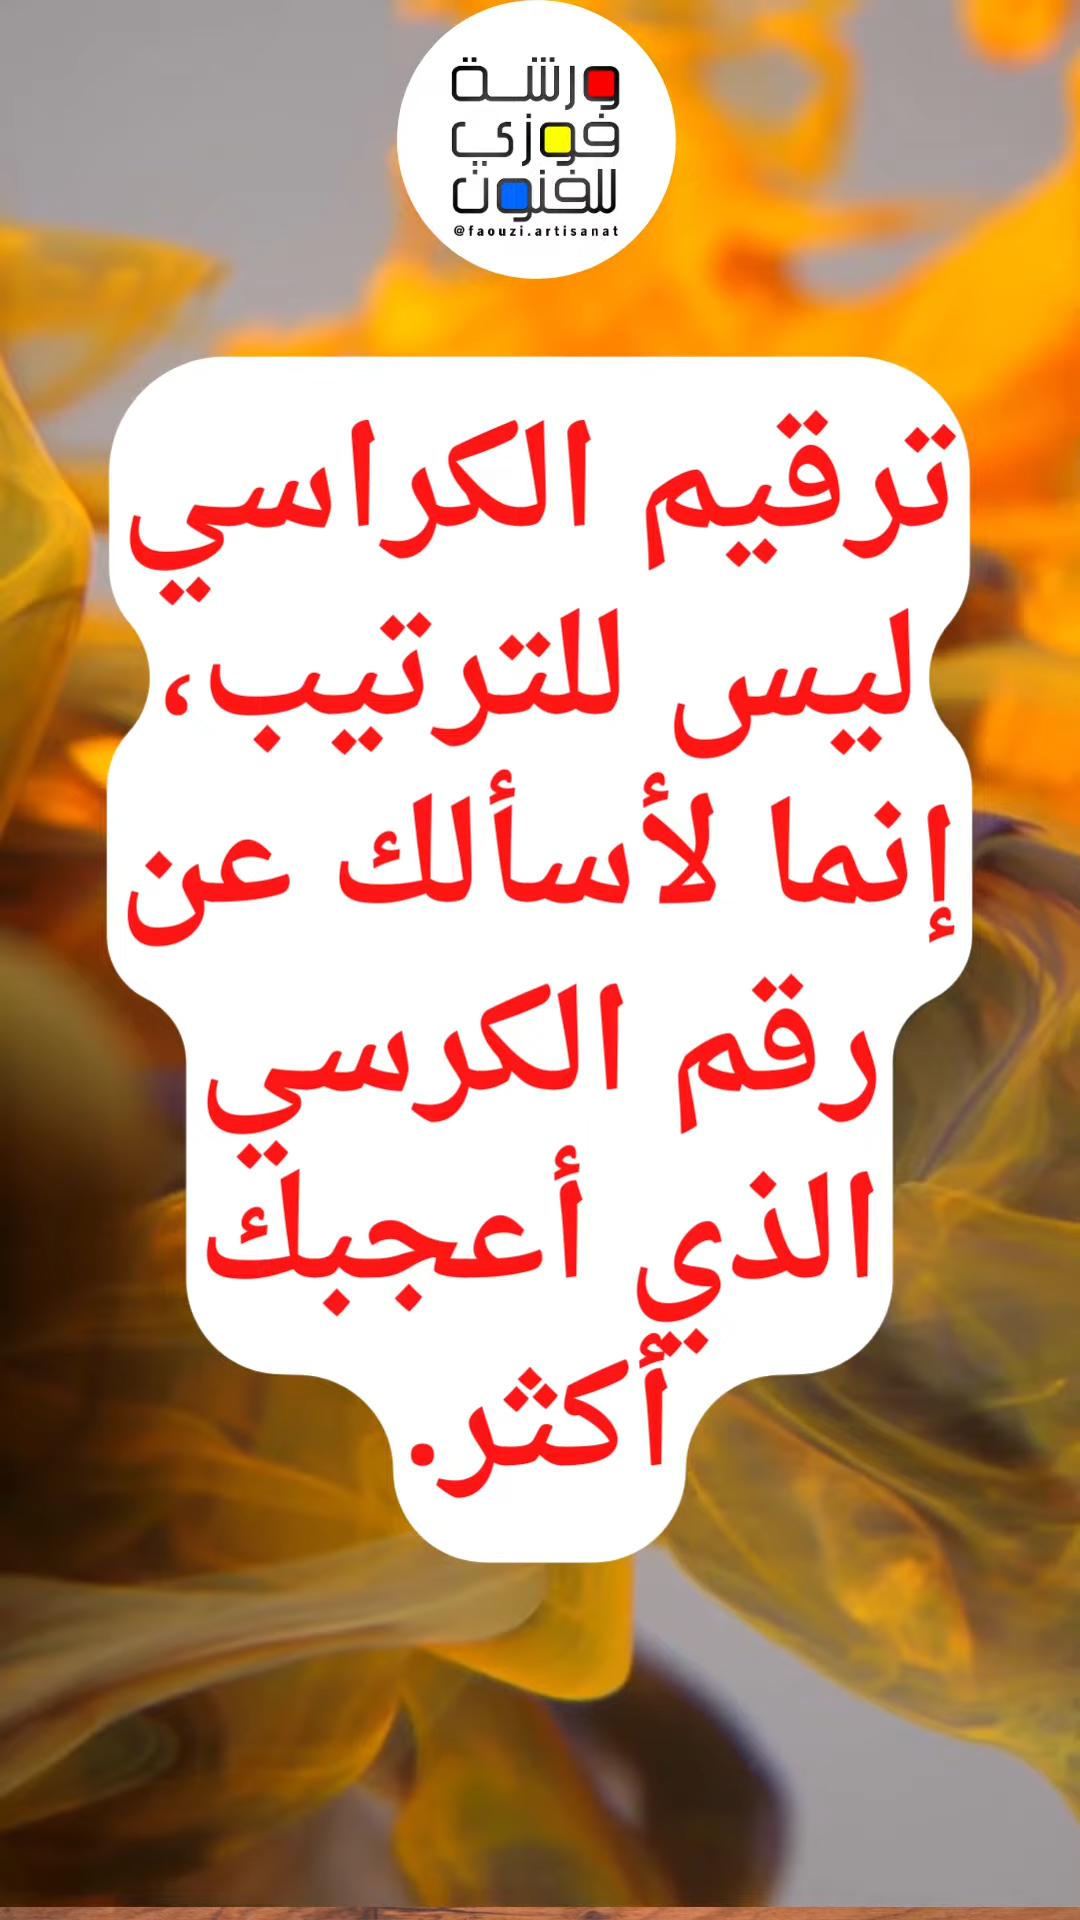 ورشة
فوزي
للفنون
@faouzi.artisanat
ترقيم الكراسي
ليس للترتيب،
إنما لأسألك عن
رقم الكرسي
الذي أعجبك
أكثر.